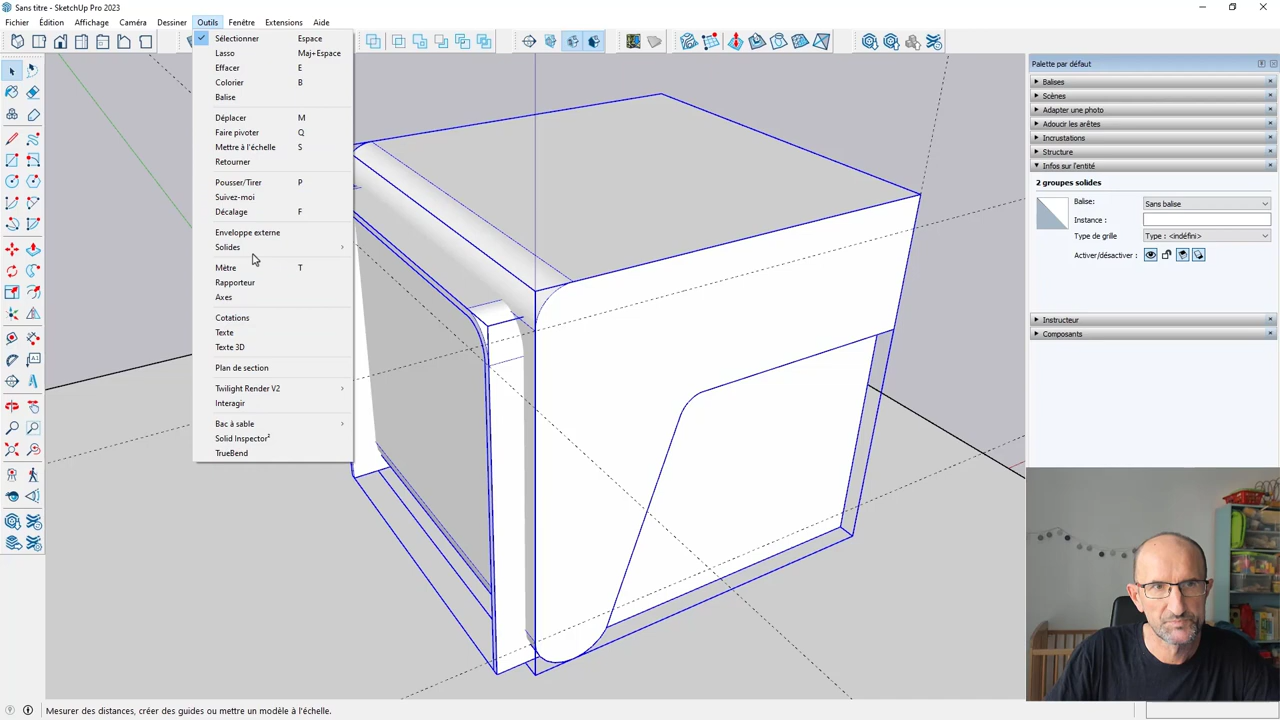 Sans titre - SketchUp Pro 2023
Fichier Édition Affichage Caméra Dessiner Outils Fenêtre Extensions Aide
Sélectionner Espace
Lasso Maj+Espace
Effacer E
Colorier B
Balise
Déplacer M
Faire pivoter Q
Mettre à l'échelle S
Retourner
Pousser/Tirer P
Suivez-moi
Décalage F
Enveloppe externe
Solides
Mètre T
Rapporteur
Axes
Cotations
Texte
Texte 3D
Plan de section
Twilight Render V2
Interagir
Bac à sable
Solid Inspector²
TrueBend
Palette par défaut
Balises
Scènes
Adapter une photo
Adoucir les arêtes
Incrustations
Structure
Infos sur l'entité
2 groupes solides
Balise: Sans balise
Instance :
Type de grille Type : <indéfini>
Activer/désactiver :
Instructeur
Composants
Mesurer des distances, créer des guides ou mettre un modèle à l'échelle.